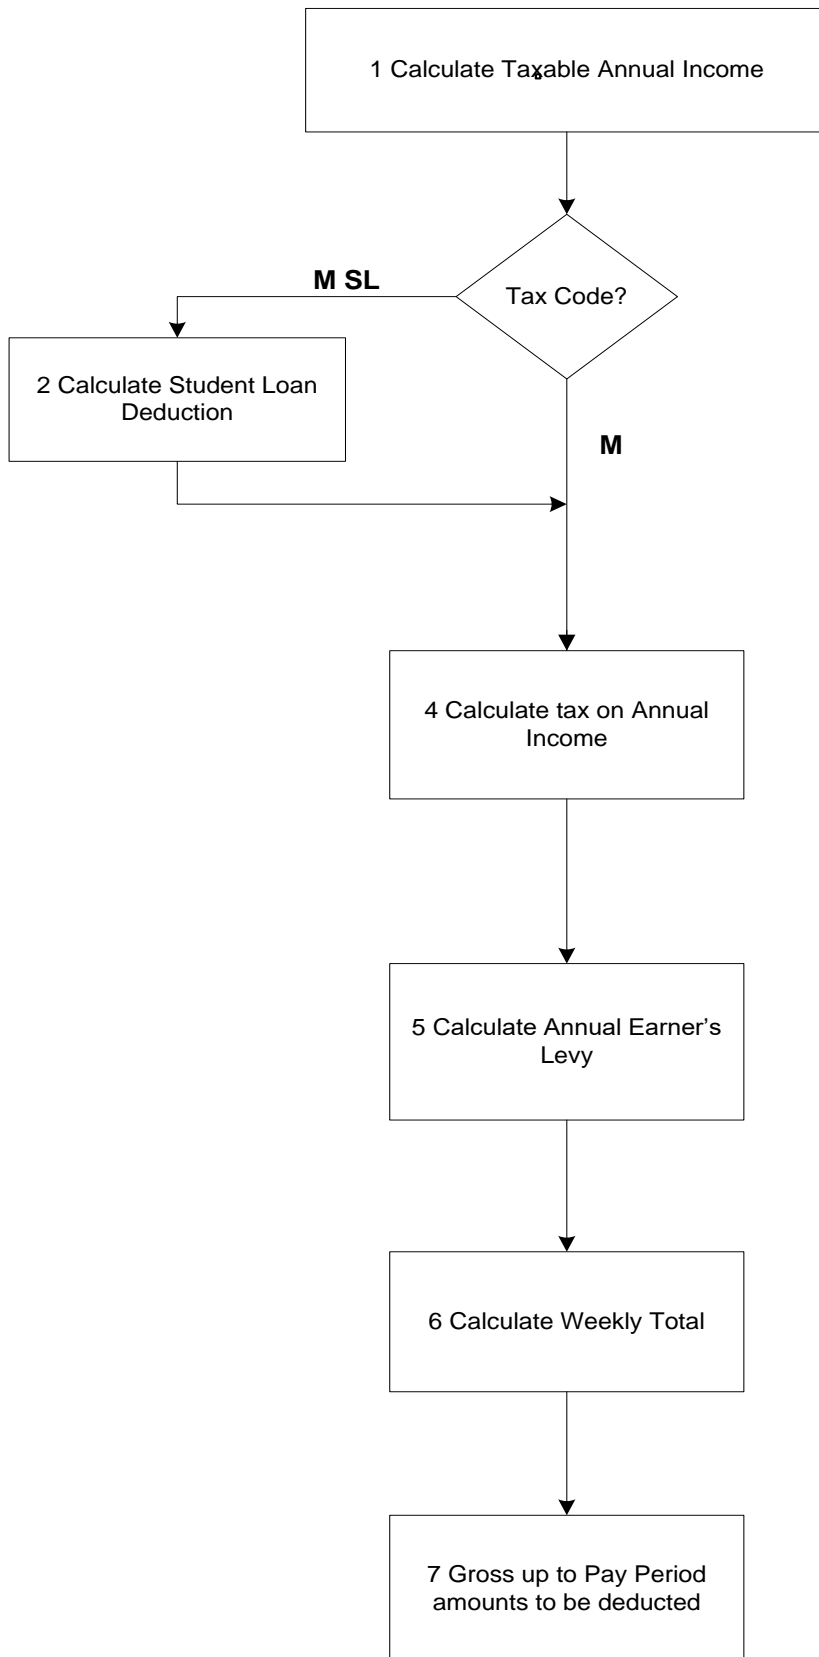 1 Calculate Taxable Annual Income
Tax Code?
M SL
2 Calculate Student Loan
Deduction
M
4 Calculate tax on Annual
Income
5 Calculate Annual Earner’s
Levy
6 Calculate Weekly Total
7 Gross up to Pay Period
amounts to be deducted